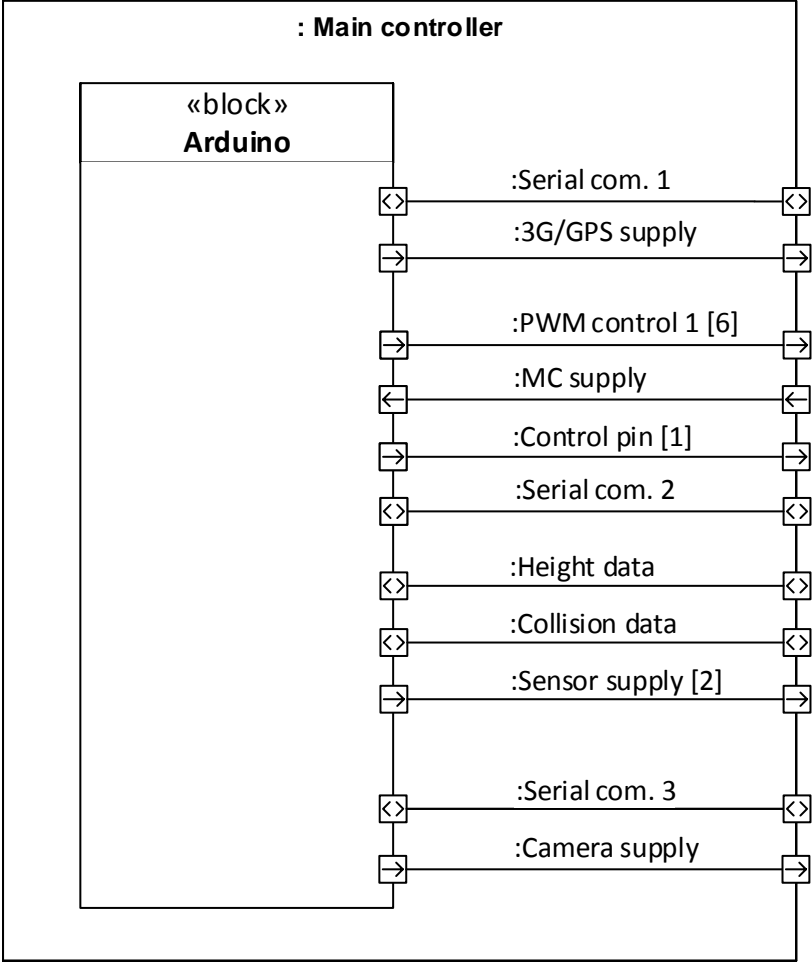 : Main controller
«block»
Arduino
:Serial com. 1
:3G/GPS supply
:PWM control 1 [6]
:MC supply
:Control pin [1]
:Serial com. 2
:Height data
:Collision data
:Sensor supply [2]
:Serial com. 3
:Camera supply